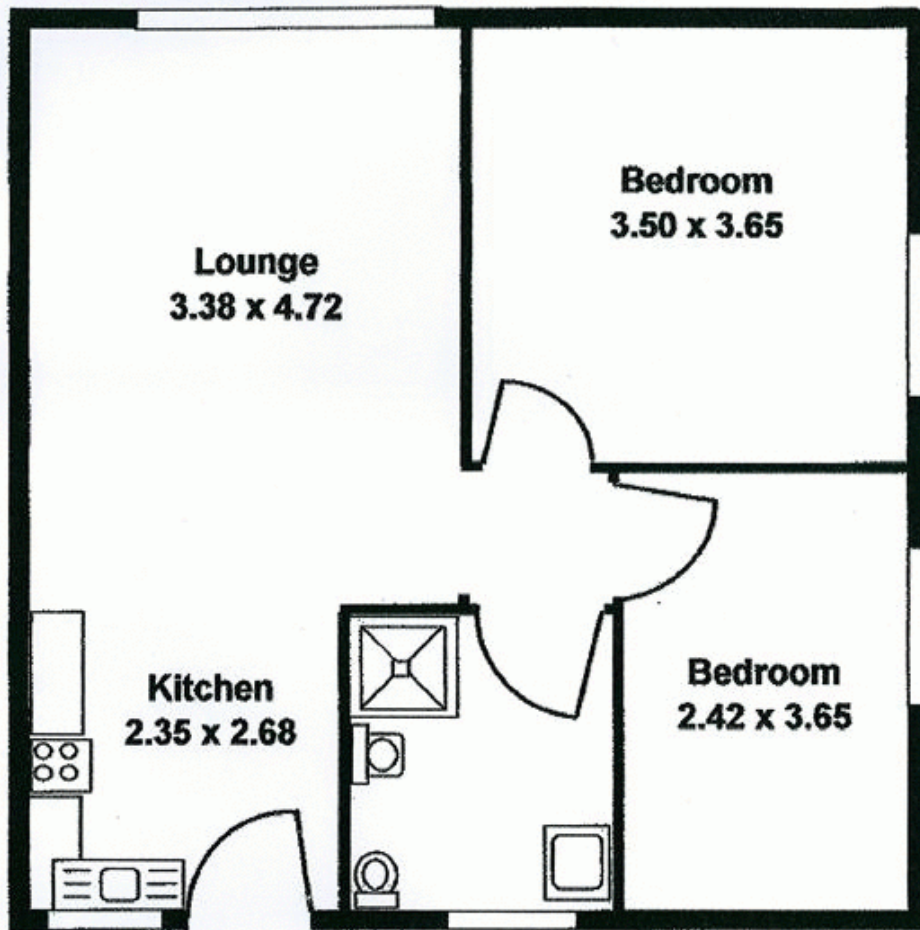 Bedroom
3.50 x 3.65
Lounge
3.38 x 4.72
Kitchen
2.35 x 2.68
Bedroom
2.42 x 3.65